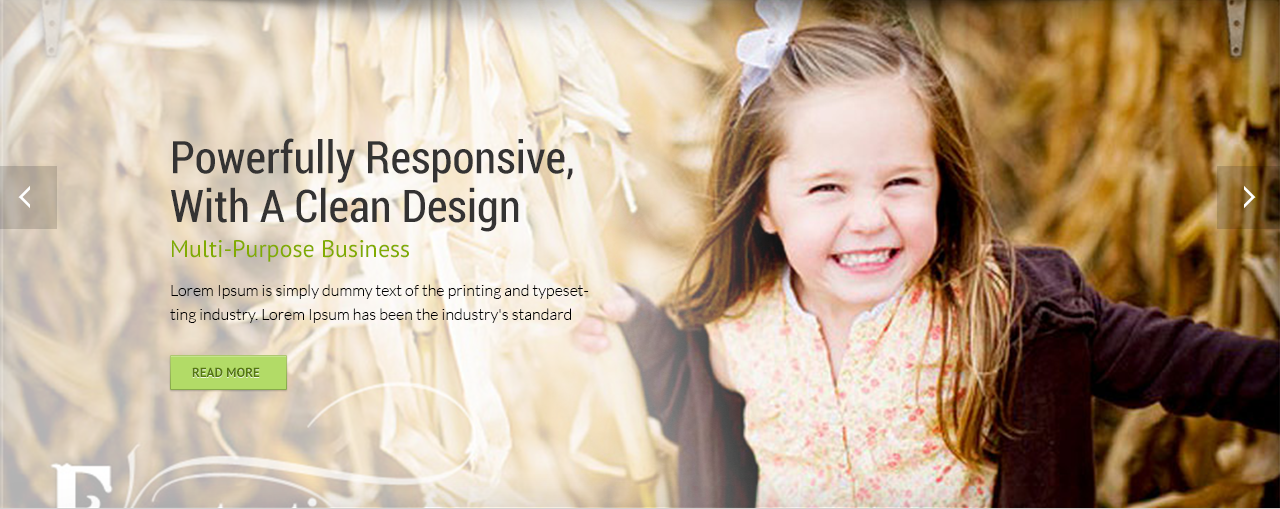 Powerfully Responsive,
With A Clean Design
Multi-Purpose Business
Lorem Ipsum is simply dummy text of the printing and typeset-
ting industry. Lorem Ipsum has been the industry's standard
READ MORE